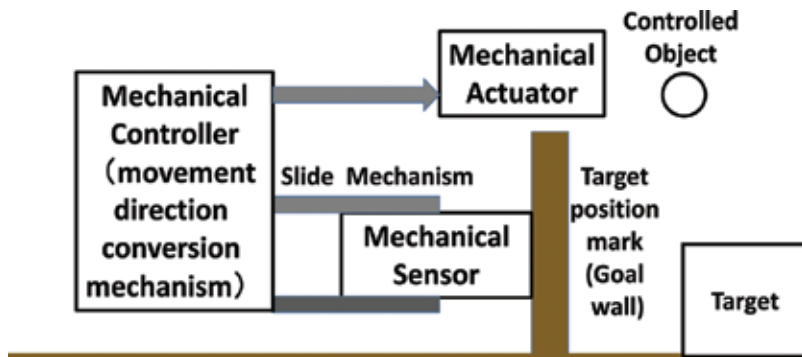 Mechanical
Controller
（movement
direction
conversion
mechanism）
Mechanical
Actuator
Controlled
Object
Slide Mechanism
Mechanical
Sensor
Target
position
mark
(Goal
wall)
Target